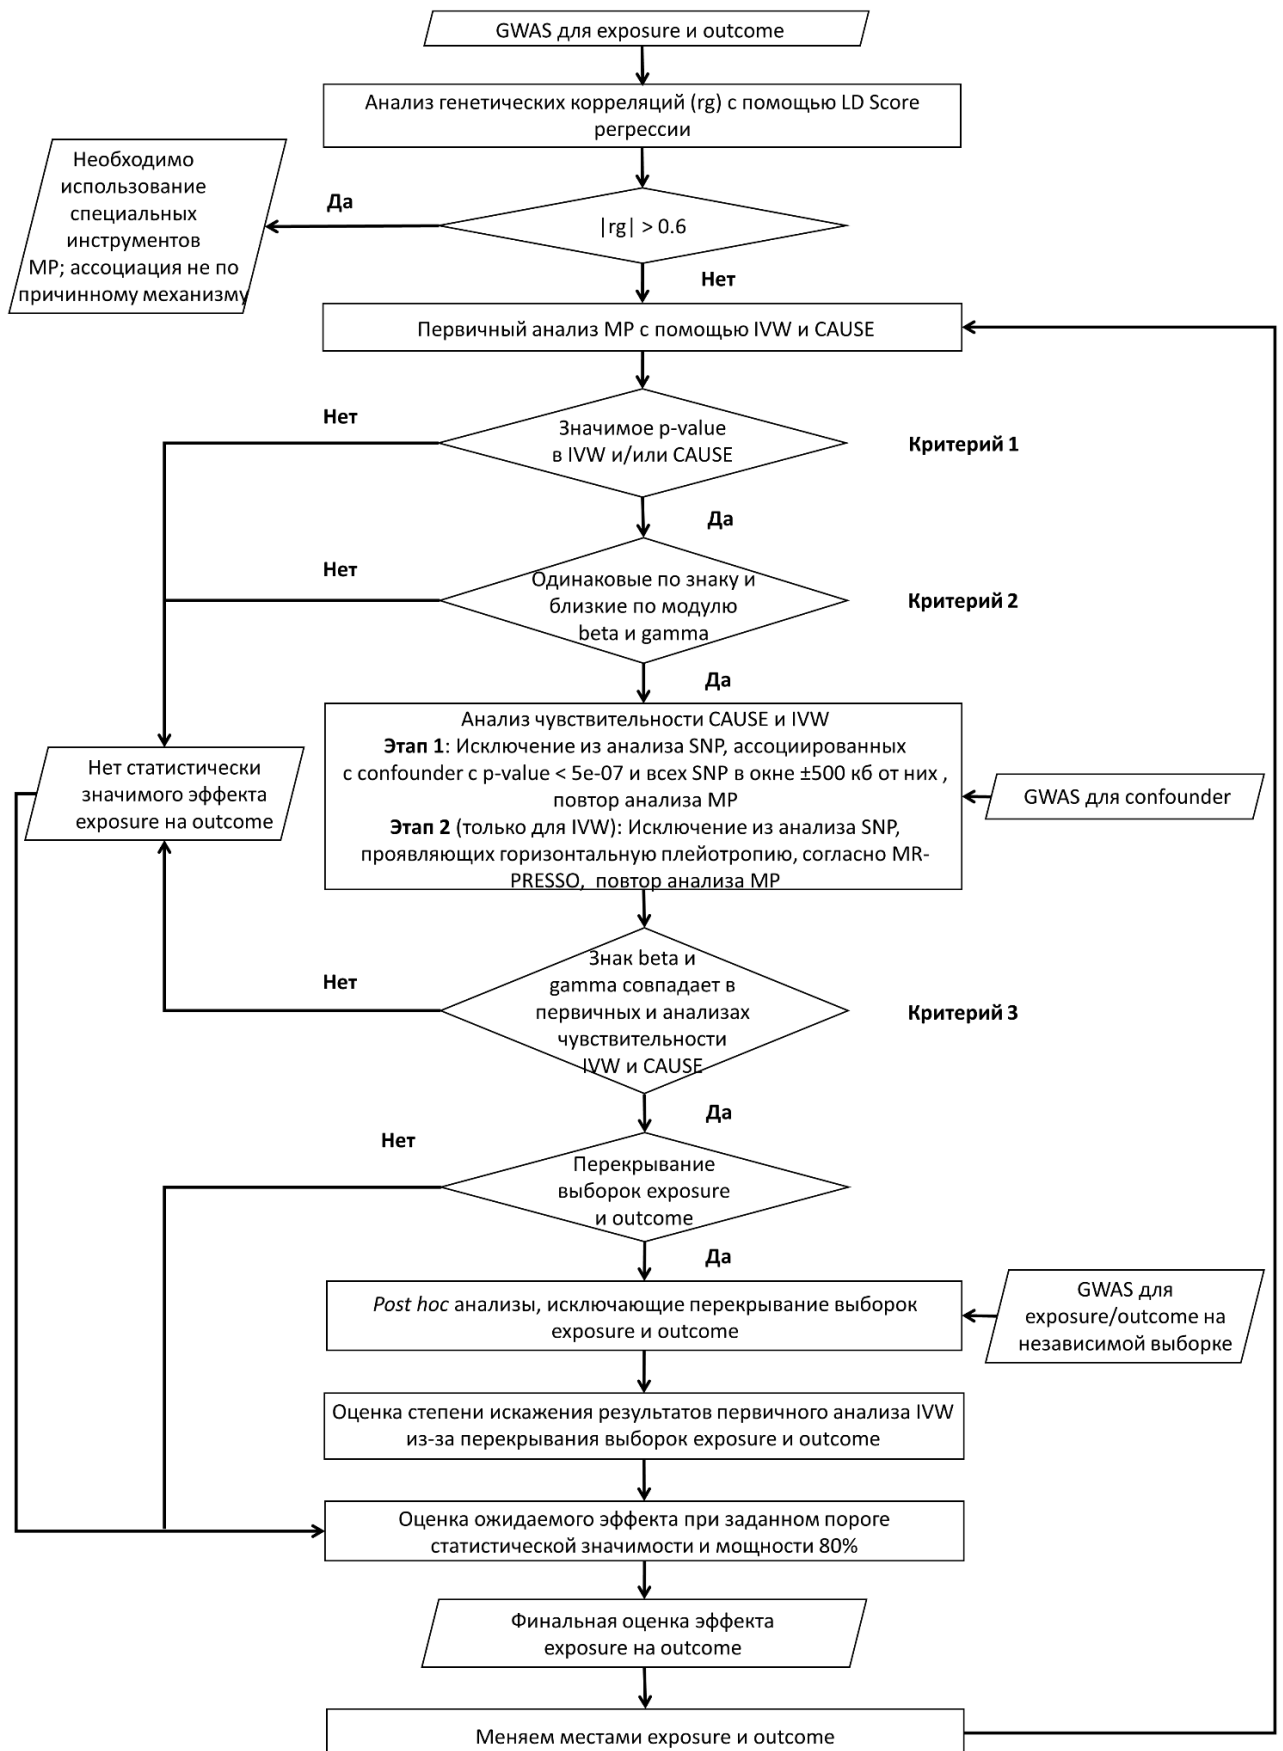 GWAS для exposure и outcome
Анализ генетических корреляций (rg) с помощью LD Score
регрессии
Необходимо
использование
специальных
инструментов
МР; ассоциация не по
причинному механизму
Да
|rg| > 0.6
Нет
Первичный анализ МР с помощью IVW и CAUSE
Нет
Значимое p-value
в IVW и/или CAUSE
Критерий 1
Да
Нет
Одинаковые по знаку и
близкие по модулю
beta и gamma
Критерий 2
Да
Анализ чувствительности CAUSE и IVW
Этап 1: Исключение из анализа SNP, ассоциированных
с confounder с p-value < 5e-07 и всех SNP в окне ±500 кб от них ,
повтор анализа МР
Этап 2 (только для IVW): Исключение из анализа SNP,
проявляющих горизонтальную плейотропию, согласно MR-
PRESSO, повтор анализа МР
Нет статистически
значимого эффекта
exposure на outcome
GWAS для confounder
Нет
Знак beta и
gamma совпадает в
первичных и анализах
чувствительности
IVW и CAUSE
Критерий 3
Да
Нет
Перекрывание
выборок exposure
и outcome
Да
Post hoc анализы, исключающие перекрывание выборок
exposure и outcome
GWAS для
exposure/outcome на
независимой выборке
Оценка степени искажения результатов первичного анализа IVW
из-за перекрывания выборок exposure и outcome
Оценка ожидаемого эффекта при заданном пороге
статистической значимости и мощности 80%
Финальная оценка эффекта
exposure на outcome
Меняем местами exposure и outcome